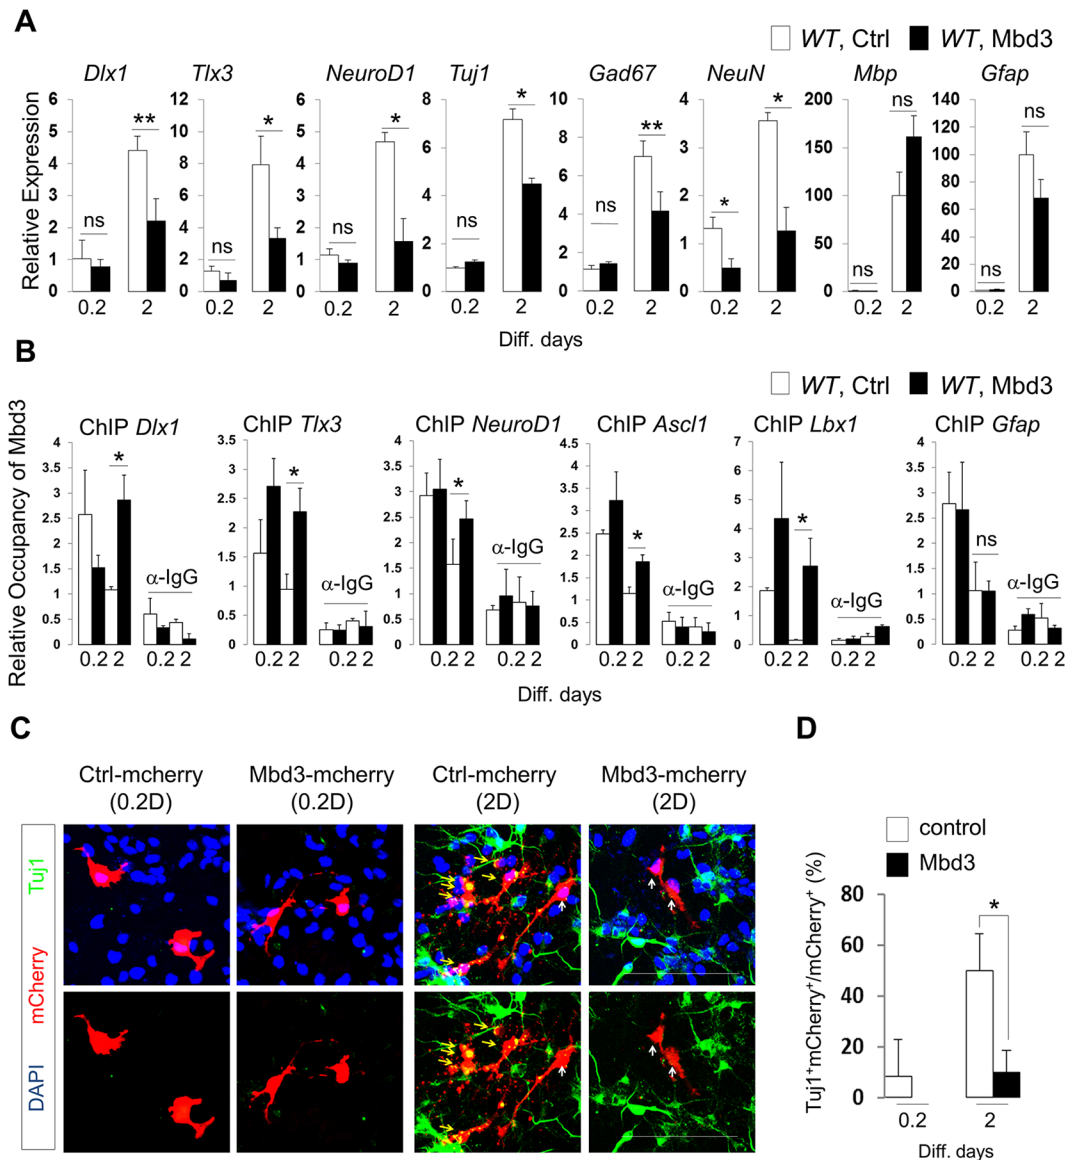 A
WT, Ctrl WT, Mbd3
Dlx1 Tlx3 NeuroD1 Tuj1 Gad67 NeuN Mbp Gfap
Relative Expression
6 5 4 3 2 1 0
ns **
0.2 2
12 10 8 6 4 2 0
ns *
0.2 2
6 5 4 3 2 1 0
ns *
0.2 2
8 6 4 2 0
ns *
0.2 2
10 8 6 4 2 0
ns **
0.2 2
4 3 2 1 0
* *
0.2 2
200 150 100 50 0
ns ns
0.2 2
140 120 100 80 60 40 20 0
ns ns
0.2 2
Diff. days
B
WT, Ctrl WT, Mbd3
Relative Occupancy of Mbd3
ChIP Dlx1
4 3.5 3 2.5 2 1.5 1 0.5 0
*
α-IgG
0.2 2 0.2 2
ChIP Tlx3
3.5 3 2.5 2 1.5 1 0.5 0
*
α-IgG
0.2 2 0.2 2
ChIP NeuroD1
4 3.5 3 2.5 2 1.5 1 0.5 0
*
α-IgG
0.2 2 0.2 2
ChIP Ascl1
4.5 4 3.5 3 2.5 2 1.5 1 0.5 0
*
α-IgG
0.2 2 0.2 2
ChIP Lbx1
7 6 5 4 3 2 1 0
*
α-IgG
0.2 2 0.2 2
ChIP Gfap
4 3.5 3 2.5 2 1.5 1 0.5 0
ns
α-IgG
0.2 2 0.2 2
Diff. days
C
Ctrl-mcherry Mbd3-mcherry Ctrl-mcherry Mbd3-mcherry
(0.2D) (0.2D) (2D) (2D)
DAPI mCherry Tuj1
D
control
Mbd3
Tuj1+mCherry+/mCherry+ (%)
80
60
40
20
0
*
0.2 2
Diff. days